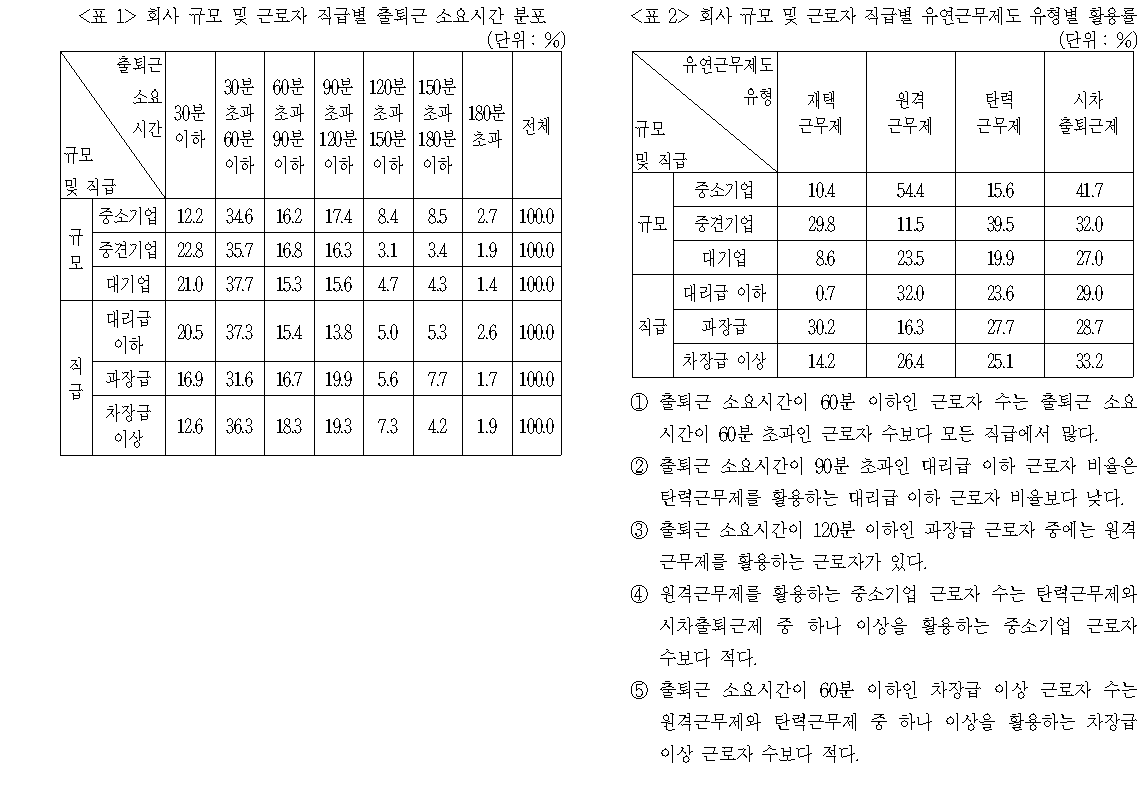 <표 1> 회사 규모 및 근로자 직급별 출퇴근 소요시간 분포
(단위 : %)
출퇴근 소요 시간 규모 및 직급 30분 이하 30분 초과 60분 이하 60분 초과 90분 이하 90분 초과 120분 이하 120분 초과 150분 이하 150분 초과 180분 이하 180분 초과 전체
규모 중소기업 12.2 34.6 16.2 17.4 8.4 8.5 2.7 100.0
중견기업 22.8 35.7 16.8 16.3 3.1 3.4 1.9 100.0
대기업 21.0 37.7 15.3 15.6 4.7 4.3 1.4 100.0
직급 대리급 이하 20.5 37.3 15.4 13.8 5.0 5.3 2.6 100.0
과장급 16.9 31.6 16.7 19.9 5.6 7.7 1.7 100.0
차장급 이상 12.6 36.3 18.3 19.3 7.3 4.2 1.9 100.0
<표 2> 회사 규모 및 근로자 직급별 유연근무제도 유형별 활용률
(단위 : %)
유연근무제도 유형 규모 및 직급 재택 근무제 원격 근무제 탄력 근무제 시차 출퇴근제
규모 중소기업 10.4 54.4 15.6 41.7
중견기업 29.8 11.5 39.5 32.0
대기업 8.6 23.5 19.9 27.0
직급 대리급 이하 0.7 32.0 23.6 29.0
과장급 30.2 16.3 27.7 28.7
차장급 이상 14.2 26.4 25.1 33.2
① 출퇴근 소요시간이 60분 이하인 근로자 수는 출퇴근 소요
시간이 60분 초과인 근로자 수보다 모든 직급에서 많다.
② 출퇴근 소요시간이 90분 초과인 대리급 이하 근로자 비율은
탄력근무제를 활용하는 대리급 이하 근로자 비율보다 낮다.
③ 출퇴근 소요시간이 120분 이하인 과장급 근로자 중에는 원격
근무제를 활용하는 근로자가 있다.
④ 원격근무제를 활용하는 중소기업 근로자 수는 탄력근무제와
시차출퇴근제 중 하나 이상을 활용하는 중소기업 근로자
수보다 적다.
⑤ 출퇴근 소요시간이 60분 이하인 차장급 이상 근로자 수는
원격근무제와 탄력근무제 중 하나 이상을 활용하는 차장급
이상 근로자 수보다 적다.